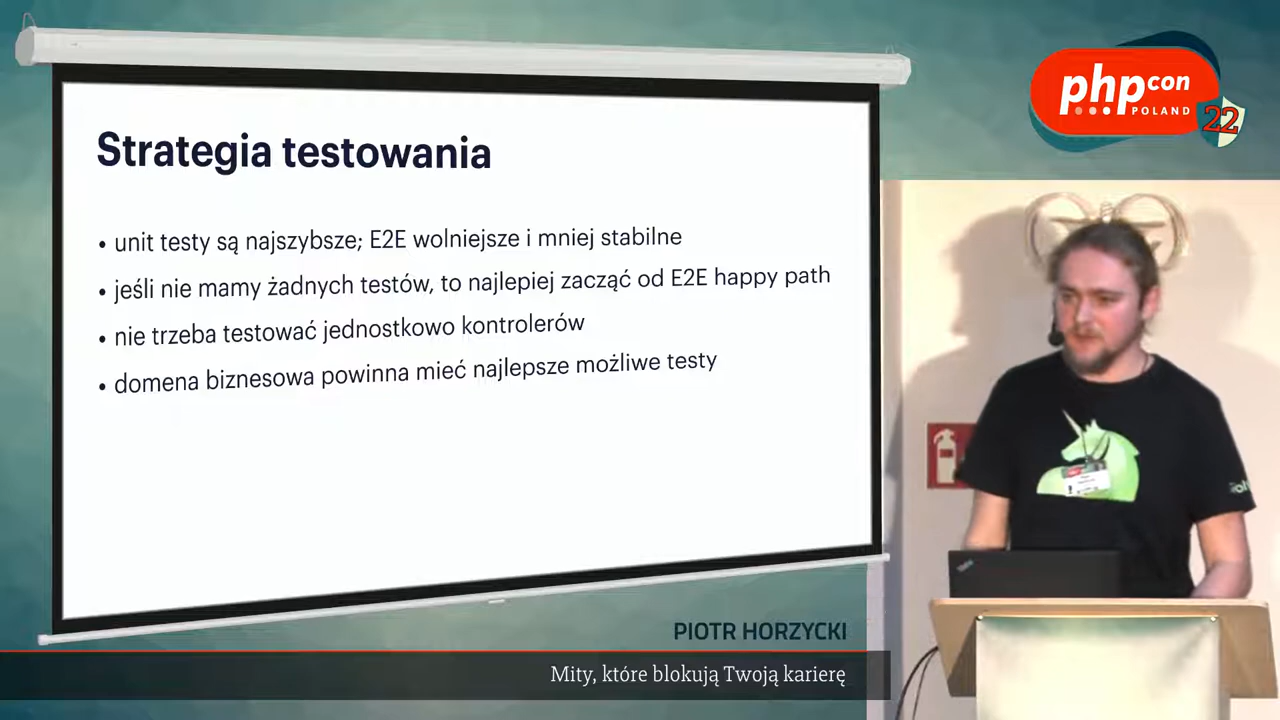 Strategia testowania
• unit testy są najszybsze; E2E wolniejsze i mniej stabilne
• jeśli nie mamy żadnych testów, to najlepiej zacząć od E2E happy path
• nie trzeba testować jednostkowo kontrolerów
• domena biznesowa powinna mieć najlepsze możliwe testy
phpcon
POLAND
22
PIOTR HORZYCKI
Mity, które blokują Twoją karierę